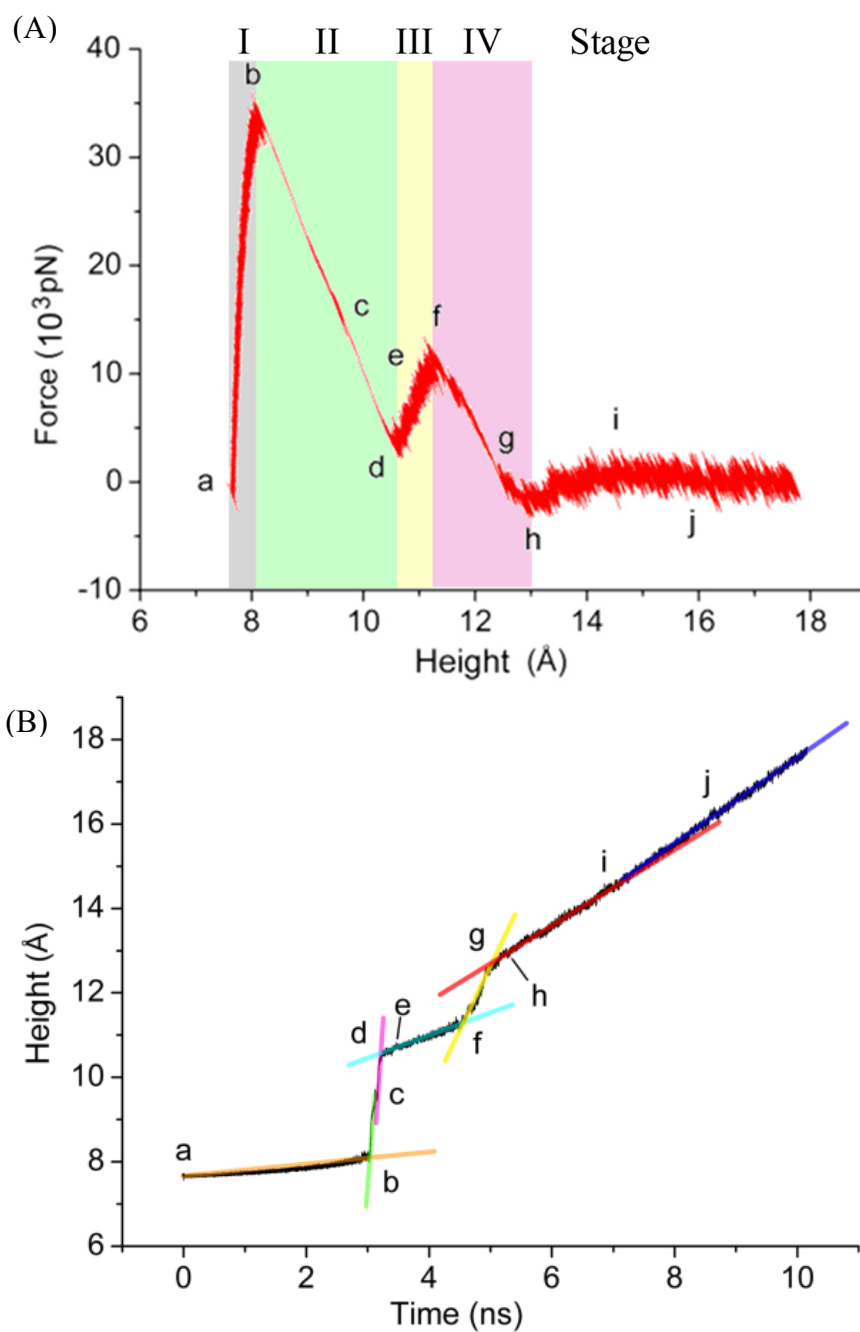 (A)
I II III IV Stage
40
30
20
10
0
-10
Force (10³pN)
a
b
c
d
e
f
g
h
i
j
6 8 10 12 14 16 18
Height (Å)
(B)
18
16
14
12
10
8
6
Height (Å)
a
b
c
d
e
f
g
h
i
j
0 2 4 6 8 10
Time (ns)